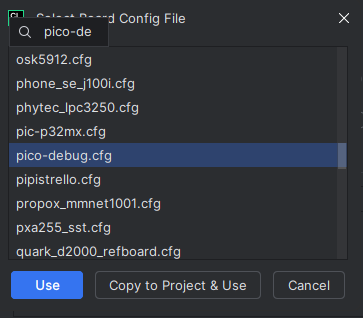 Select Board Config File
pico-de
osk5912.cfg
phone_se_j100i.cfg
phytec_lpc3250.cfg
pic-p32mx.cfg
pico-debug.cfg
pipistrello.cfg
propox_mmnet1001.cfg
pxa255_sst.cfg
quark_d2000_refboard.cfg
Use
Copy to Project & Use
Cancel